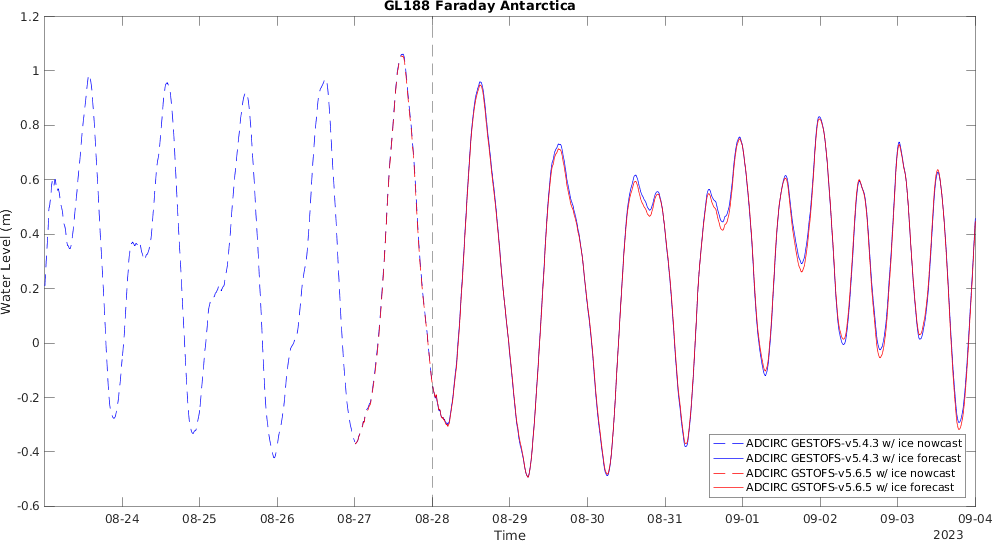 GL188 Faraday Antarctica
1.2
1
0.8
0.6
0.4
0.2
0
-0.2
-0.4
-0.6
Water Level (m)
ADCIRC GESTOFS-v5.4.3 w/ ice nowcast
ADCIRC GESTOFS-v5.4.3 w/ ice forecast
ADCIRC GSTOFS-v5.6.5 w/ ice nowcast
ADCIRC GSTOFS-v5.6.5 w/ ice forecast
08-24 08-25 08-26 08-27 08-28 08-29 08-30 08-31 09-01 09-02 09-03 09-04
Time
2023